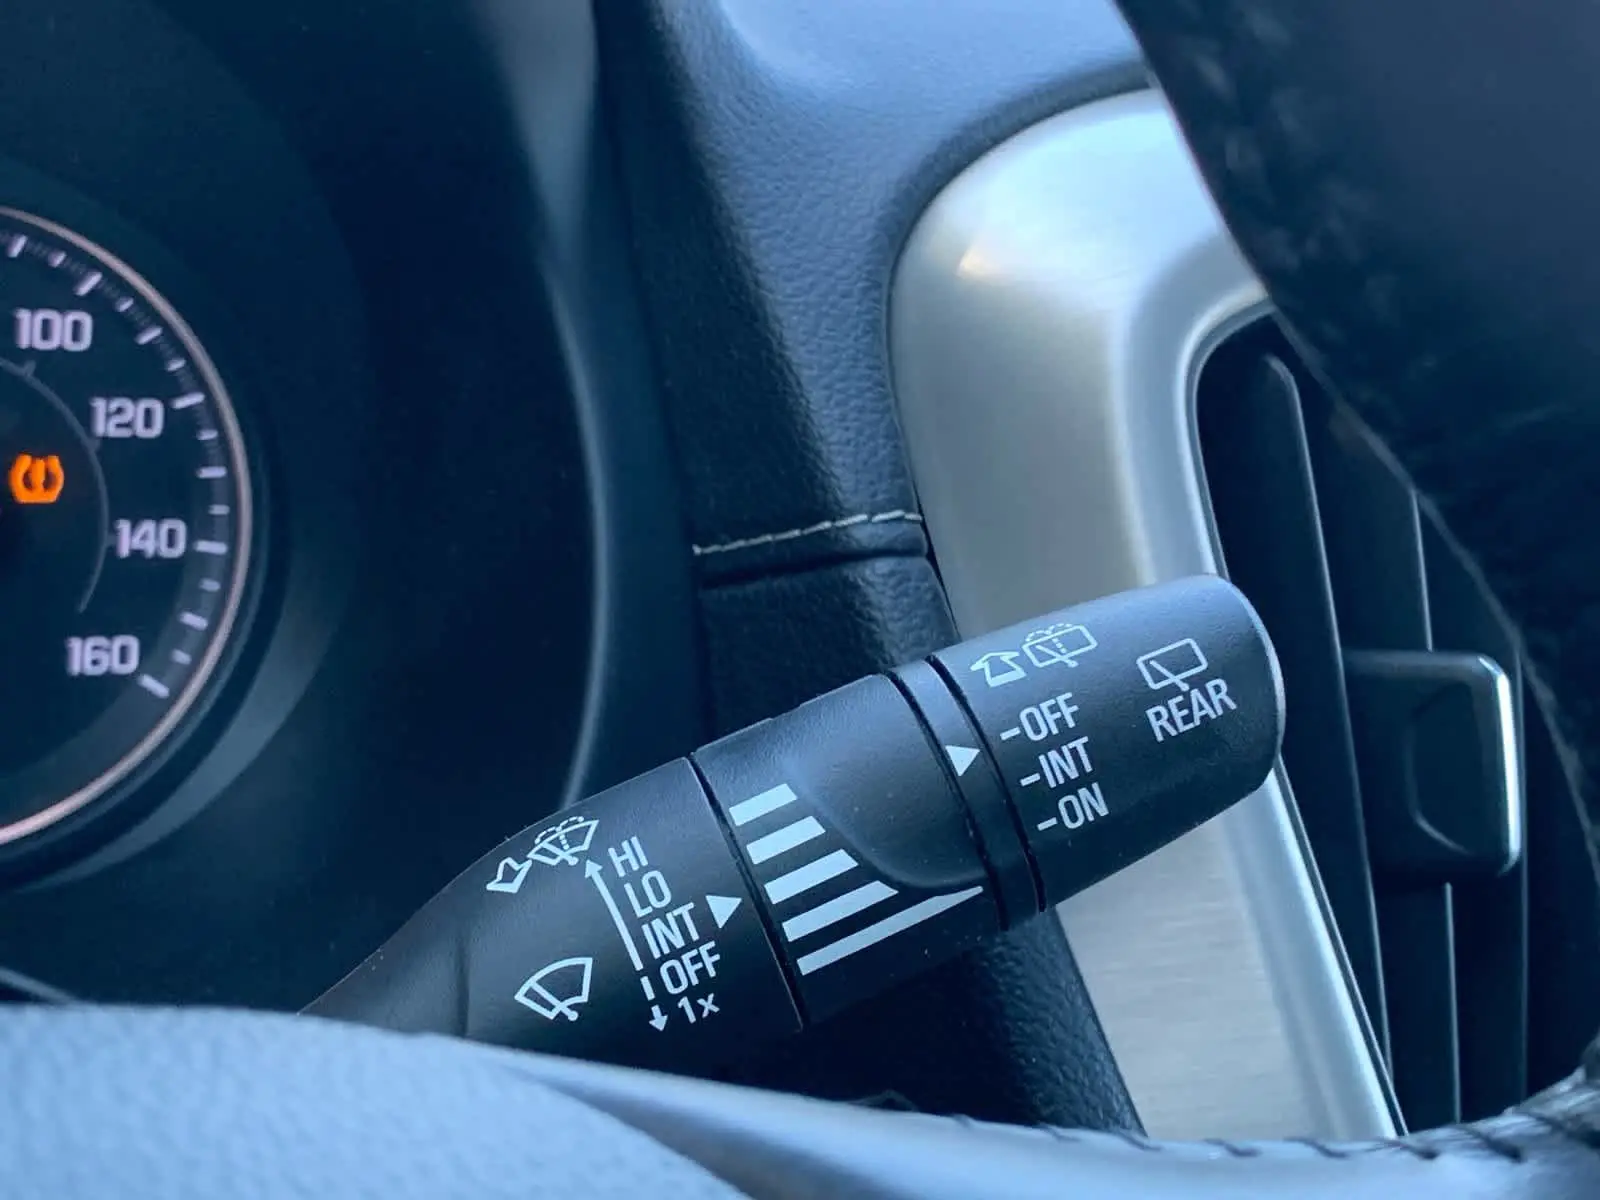 100
120
140
160
HI
LO
INT
OFF
1x
-OFF
-INT
-ON
REAR